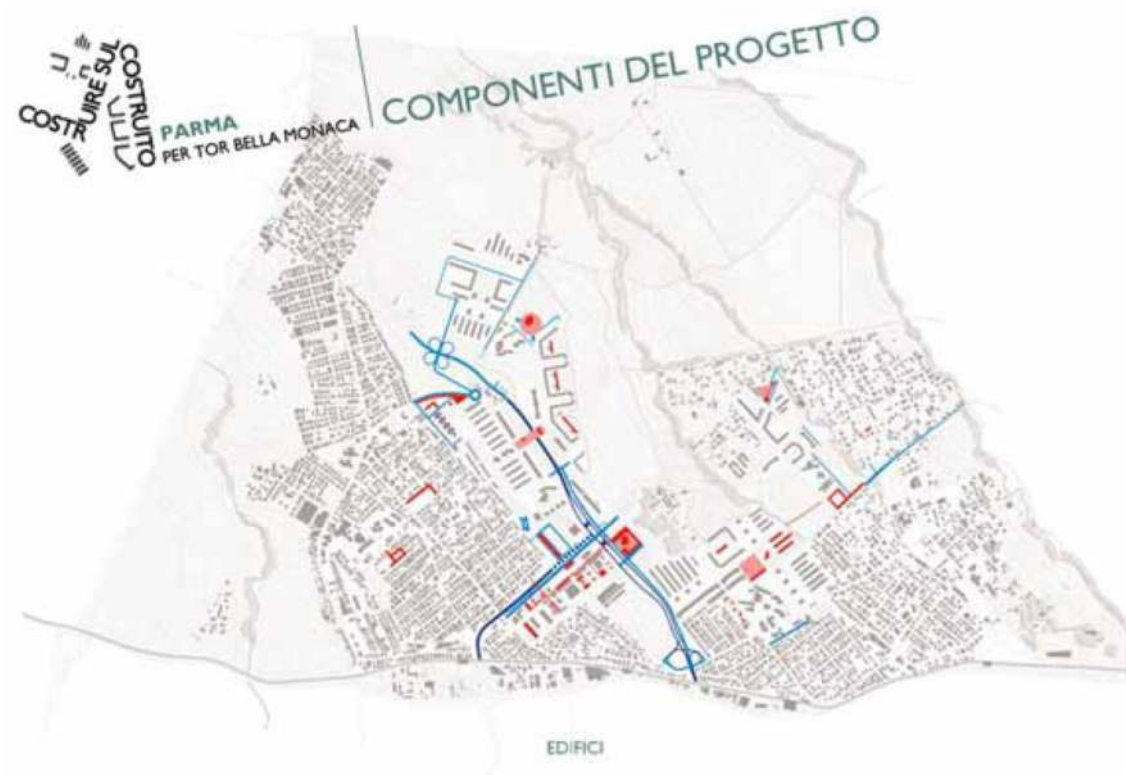 COSTRUIRE SUL
COSTRUITO
PARMA
PER TOR BELLA MONACA
COMPONENTI DEL PROGETTO
EDIFICI